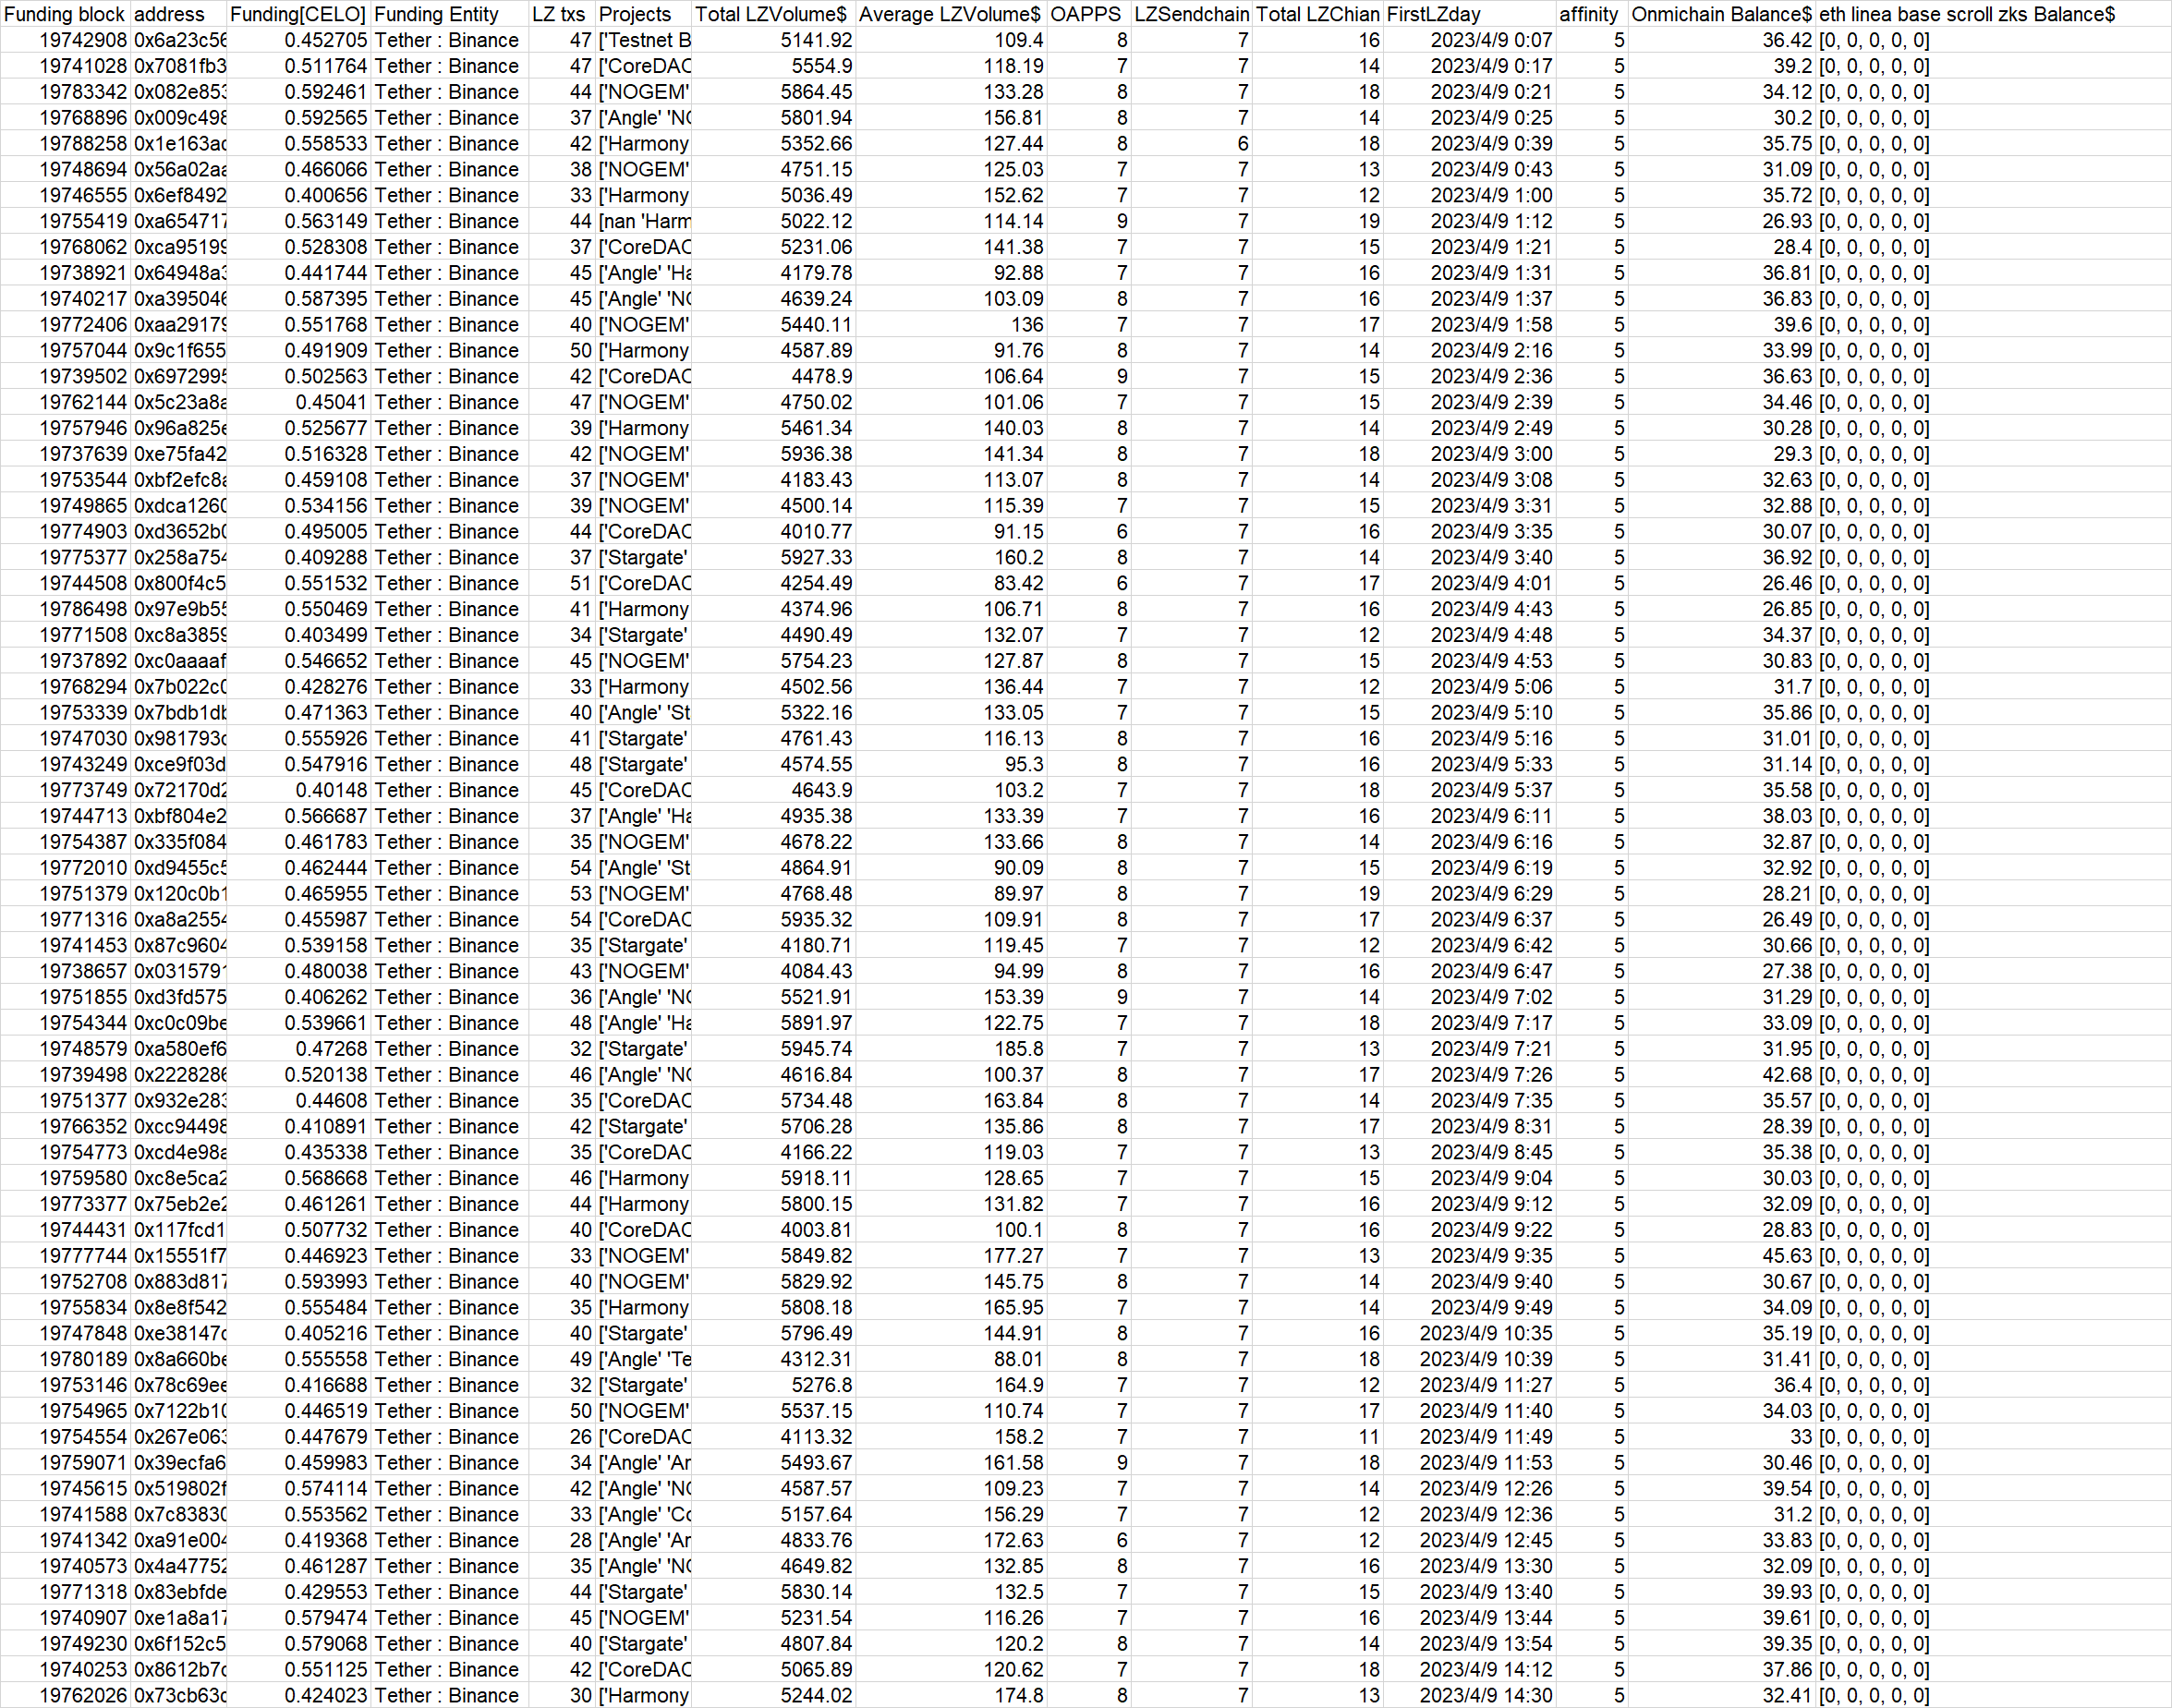 Funding block address Funding[CELO] Funding Entity LZ txs Projects Total LZVolume$ Average LZVolume$ OAPPS LZSendchain Total LZChian FirstLZday affinity Onmichain Balance$ eth linea base scroll zks Balance$
19742908 0x6a23c56 0.452705 Tether : Binance 47 ['Testnet B 5141.92 109.4 8 7 16 2023/4/9 0:07 5 36.42 [0, 0, 0, 0, 0]
19741028 0x7081fb3 0.511764 Tether : Binance 47 ['CoreDAO 5554.9 118.19 7 7 14 2023/4/9 0:17 5 39.2 [0, 0, 0, 0, 0]
19783342 0x082e853 0.592461 Tether : Binance 44 ['NOGEM' 5864.45 133.28 8 7 18 2023/4/9 0:21 5 34.12 [0, 0, 0, 0, 0]
19768896 0x009c498 0.592565 Tether : Binance 37 ['Angle' 'NO 5801.94 156.81 8 7 14 2023/4/9 0:25 5 30.2 [0, 0, 0, 0, 0]
19788258 0x1e163ac 0.558533 Tether : Binance 42 ['Harmony 5352.66 127.44 8 6 18 2023/4/9 0:39 5 35.75 [0, 0, 0, 0, 0]
19748694 0x56a02aa 0.466066 Tether : Binance 38 ['NOGEM' 4751.15 125.03 7 7 13 2023/4/9 0:43 5 31.09 [0, 0, 0, 0, 0]
19746555 0x6ef8492 0.400656 Tether : Binance 33 ['Harmony 5036.49 152.62 7 7 12 2023/4/9 1:00 5 35.72 [0, 0, 0, 0, 0]
19755419 0xa654717 0.563149 Tether : Binance 44 [nan 'Harm 5022.12 114.14 9 7 19 2023/4/9 1:12 5 26.93 [0, 0, 0, 0, 0]
19768062 0xca95199 0.528308 Tether : Binance 37 ['CoreDAO 5231.06 141.38 7 7 15 2023/4/9 1:21 5 28.4 [0, 0, 0, 0, 0]
19738921 0x64948a3 0.441744 Tether : Binance 45 ['Angle' 'Ha 4179.78 92.88 7 7 16 2023/4/9 1:31 5 36.81 [0, 0, 0, 0, 0]
19740217 0xa395046 0.587395 Tether : Binance 45 ['Angle' 'NO 4639.24 103.09 8 7 16 2023/4/9 1:37 5 36.83 [0, 0, 0, 0, 0]
19772406 0xaa29179 0.551768 Tether : Binance 40 ['NOGEM' 5440.11 136 7 7 17 2023/4/9 1:58 5 39.6 [0, 0, 0, 0, 0]
19757044 0x9c1f655 0.491909 Tether : Binance 50 ['Harmony 4587.89 91.76 8 7 14 2023/4/9 2:16 5 33.99 [0, 0, 0, 0, 0]
19739502 0x6972995 0.502563 Tether : Binance 42 ['CoreDAO 4478.9 106.64 9 7 15 2023/4/9 2:36 5 36.63 [0, 0, 0, 0, 0]
19762144 0x5c23a8a 0.45041 Tether : Binance 47 ['NOGEM' 4750.02 101.06 7 7 15 2023/4/9 2:39 5 34.46 [0, 0, 0, 0, 0]
19757946 0x96a825e 0.525677 Tether : Binance 39 ['Harmony 5461.34 140.03 8 7 14 2023/4/9 2:49 5 30.28 [0, 0, 0, 0, 0]
19737639 0xe75fa42 0.516328 Tether : Binance 42 ['NOGEM' 5936.38 141.34 8 7 18 2023/4/9 3:00 5 29.3 [0, 0, 0, 0, 0]
19753544 0xbf2efc8a 0.459108 Tether : Binance 37 ['NOGEM' 4183.43 113.07 8 7 14 2023/4/9 3:08 5 32.63 [0, 0, 0, 0, 0]
19749865 0xdca1260 0.534156 Tether : Binance 39 ['NOGEM' 4500.14 115.39 7 7 15 2023/4/9 3:31 5 32.88 [0, 0, 0, 0, 0]
19774903 0xd3652b0 0.495005 Tether : Binance 44 ['CoreDAO 4010.77 91.15 6 7 16 2023/4/9 3:35 5 30.07 [0, 0, 0, 0, 0]
19775377 0x258a754 0.409288 Tether : Binance 37 ['Stargate' 5927.33 160.2 8 7 14 2023/4/9 3:40 5 36.92 [0, 0, 0, 0, 0]
19744508 0x800f4c5 0.551532 Tether : Binance 51 ['CoreDAO 4254.49 83.42 6 7 17 2023/4/9 4:01 5 26.46 [0, 0, 0, 0, 0]
19786498 0x97e9b55 0.550469 Tether : Binance 41 ['Harmony 4374.96 106.71 8 7 16 2023/4/9 4:43 5 26.85 [0, 0, 0, 0, 0]
19771508 0xc8a3859 0.403499 Tether : Binance 34 ['Stargate' 4490.49 132.07 7 7 12 2023/4/9 4:48 5 34.37 [0, 0, 0, 0, 0]
19737892 0xc0aaaaf 0.546652 Tether : Binance 45 ['NOGEM' 5754.23 127.87 8 7 15 2023/4/9 4:53 5 30.83 [0, 0, 0, 0, 0]
19768294 0x7b022c0 0.428276 Tether : Binance 33 ['Harmony 4502.56 136.44 7 7 12 2023/4/9 5:06 5 31.7 [0, 0, 0, 0, 0]
19753339 0x7bdb1db 0.471363 Tether : Binance 40 ['Angle' 'St 5322.16 133.05 7 7 15 2023/4/9 5:10 5 35.86 [0, 0, 0, 0, 0]
19747030 0x981793c 0.555926 Tether : Binance 41 ['Stargate' 4761.43 116.13 8 7 16 2023/4/9 5:16 5 31.01 [0, 0, 0, 0, 0]
19743249 0xce9f03d 0.547916 Tether : Binance 48 ['Stargate' 4574.55 95.3 8 7 16 2023/4/9 5:33 5 31.14 [0, 0, 0, 0, 0]
19773749 0x72170d2 0.40148 Tether : Binance 45 ['CoreDAO 4643.9 103.2 7 7 18 2023/4/9 5:37 5 35.58 [0, 0, 0, 0, 0]
19744713 0xbf804e2 0.566687 Tether : Binance 37 ['Angle' 'Ha 4935.38 133.39 7 7 16 2023/4/9 6:11 5 38.03 [0, 0, 0, 0, 0]
19754387 0x335f084 0.461783 Tether : Binance 35 ['NOGEM' 4678.22 133.66 8 7 14 2023/4/9 6:16 5 32.87 [0, 0, 0, 0, 0]
19772010 0xd9455c5 0.462444 Tether : Binance 54 ['Angle' 'St 4864.91 90.09 8 7 15 2023/4/9 6:19 5 32.92 [0, 0, 0, 0, 0]
19751379 0x120c0b1 0.465955 Tether : Binance 53 ['NOGEM' 4768.48 89.97 8 7 19 2023/4/9 6:29 5 28.21 [0, 0, 0, 0, 0]
19771316 0xa8a2554 0.455987 Tether : Binance 54 ['CoreDAO 5935.32 109.91 8 7 17 2023/4/9 6:37 5 26.49 [0, 0, 0, 0, 0]
19741453 0x87c9604 0.539158 Tether : Binance 35 ['Stargate' 4180.71 119.45 7 7 12 2023/4/9 6:42 5 30.66 [0, 0, 0, 0, 0]
19738657 0x0315791 0.480038 Tether : Binance 43 ['NOGEM' 4084.43 94.99 8 7 16 2023/4/9 6:47 5 27.38 [0, 0, 0, 0, 0]
19751855 0xd3fd575 0.406262 Tether : Binance 36 ['Angle' 'NO 5521.91 153.39 9 7 14 2023/4/9 7:02 5 31.29 [0, 0, 0, 0, 0]
19754344 0xc0c09be 0.539661 Tether : Binance 48 ['Angle' 'Ha 5891.97 122.75 7 7 18 2023/4/9 7:17 5 33.09 [0, 0, 0, 0, 0]
19748579 0xa580ef6 0.47268 Tether : Binance 32 ['Stargate' 5945.74 185.8 7 7 13 2023/4/9 7:21 5 31.95 [0, 0, 0, 0, 0]
19739498 0x2228286 0.520138 Tether : Binance 46 ['Angle' 'NO 4616.84 100.37 7 7 17 2023/4/9 7:26 5 42.68 [0, 0, 0, 0, 0]
19751377 0x932e283 0.44608 Tether : Binance 35 ['CoreDAO 5734.48 163.84 8 7 14 2023/4/9 7:35 5 35.57 [0, 0, 0, 0, 0]
19766352 0xcc94498 0.410891 Tether : Binance 42 ['Stargate' 5706.28 135.86 8 7 17 2023/4/9 8:31 5 28.39 [0, 0, 0, 0, 0]
19754773 0xcd4e98a 0.435338 Tether : Binance 35 ['CoreDAO 4166.22 119.03 7 7 13 2023/4/9 8:45 5 35.38 [0, 0, 0, 0, 0]
19759580 0xc8e5ca2 0.568668 Tether : Binance 46 ['Harmony 5918.11 128.65 7 7 15 2023/4/9 9:04 5 30.03 [0, 0, 0, 0, 0]
19773377 0x75eb2e2 0.461261 Tether : Binance 44 ['Harmony 5800.15 131.82 7 7 16 2023/4/9 9:12 5 32.09 [0, 0, 0, 0, 0]
19744431 0x117fcd1 0.507732 Tether : Binance 40 ['CoreDAO 4003.81 100.1 8 7 16 2023/4/9 9:22 5 28.83 [0, 0, 0, 0, 0]
19777744 0x15551f7 0.446923 Tether : Binance 33 ['NOGEM' 5849.82 177.27 7 7 13 2023/4/9 9:35 5 45.63 [0, 0, 0, 0, 0]
19752708 0x883d817 0.593993 Tether : Binance 40 ['NOGEM' 5829.92 145.75 8 7 14 2023/4/9 9:40 5 30.67 [0, 0, 0, 0, 0]
19755834 0x8e8f542 0.555484 Tether : Binance 35 ['Harmony 5808.18 165.95 7 7 14 2023/4/9 9:49 5 34.09 [0, 0, 0, 0, 0]
19747848 0xe38147c 0.405216 Tether : Binance 40 ['Stargate' 5796.49 144.91 8 7 16 2023/4/9 10:35 5 35.19 [0, 0, 0, 0, 0]
19780189 0x8a660be 0.555558 Tether : Binance 49 ['Angle' 'Te 4312.31 88.01 8 7 18 2023/4/9 10:39 5 31.41 [0, 0, 0, 0, 0]
19753146 0x78c69ee 0.416688 Tether : Binance 32 ['Stargate' 5276.8 164.9 7 7 12 2023/4/9 11:27 5 36.4 [0, 0, 0, 0, 0]
19754965 0x7122b10 0.446519 Tether : Binance 50 ['NOGEM' 5537.15 110.74 7 7 17 2023/4/9 11:40 5 34.03 [0, 0, 0, 0, 0]
19754554 0x267e063 0.447679 Tether : Binance 26 ['CoreDAO 4113.32 158.2 7 7 11 2023/4/9 11:49 5 33 [0, 0, 0, 0, 0]
19759071 0x39ecfa6 0.459983 Tether : Binance 34 ['Angle' 'Ar 5493.67 161.58 9 7 18 2023/4/9 11:53 5 30.46 [0, 0, 0, 0, 0]
19745615 0x519802f 0.574114 Tether : Binance 42 ['Angle' 'NO 4587.57 109.23 7 7 14 2023/4/9 12:26 5 39.54 [0, 0, 0, 0, 0]
19741588 0x7c83830 0.553562 Tether : Binance 33 ['Angle' 'Co 5157.64 156.29 7 7 12 2023/4/9 12:36 5 31.2 [0, 0, 0, 0, 0]
19741342 0xa91e004 0.419368 Tether : Binance 28 ['Angle' 'Ar 4833.76 172.63 6 7 12 2023/4/9 12:45 5 33.83 [0, 0, 0, 0, 0]
19740573 0x4a47752 0.461287 Tether : Binance 35 ['Angle' 'NO 4649.82 132.85 8 7 16 2023/4/9 13:30 5 32.09 [0, 0, 0, 0, 0]
19771318 0x83ebfde 0.429553 Tether : Binance 44 ['Stargate' 5830.14 132.5 7 7 15 2023/4/9 13:40 5 39.93 [0, 0, 0, 0, 0]
19740907 0xe1a8a17 0.579474 Tether : Binance 45 ['NOGEM' 5231.54 116.26 7 7 16 2023/4/9 13:44 5 39.61 [0, 0, 0, 0, 0]
19749230 0x6f152c5 0.579068 Tether : Binance 40 ['Stargate' 4807.84 120.2 8 7 14 2023/4/9 13:54 5 39.35 [0, 0, 0, 0, 0]
19740253 0x8612b7c 0.551125 Tether : Binance 42 ['CoreDAO 5065.89 120.62 7 7 18 2023/4/9 14:12 5 37.86 [0, 0, 0, 0, 0]
19762026 0x73cb63c 0.424023 Tether : Binance 30 ['Harmony 5244.02 174.8 8 7 13 2023/4/9 14:30 5 32.41 [0, 0, 0, 0, 0]